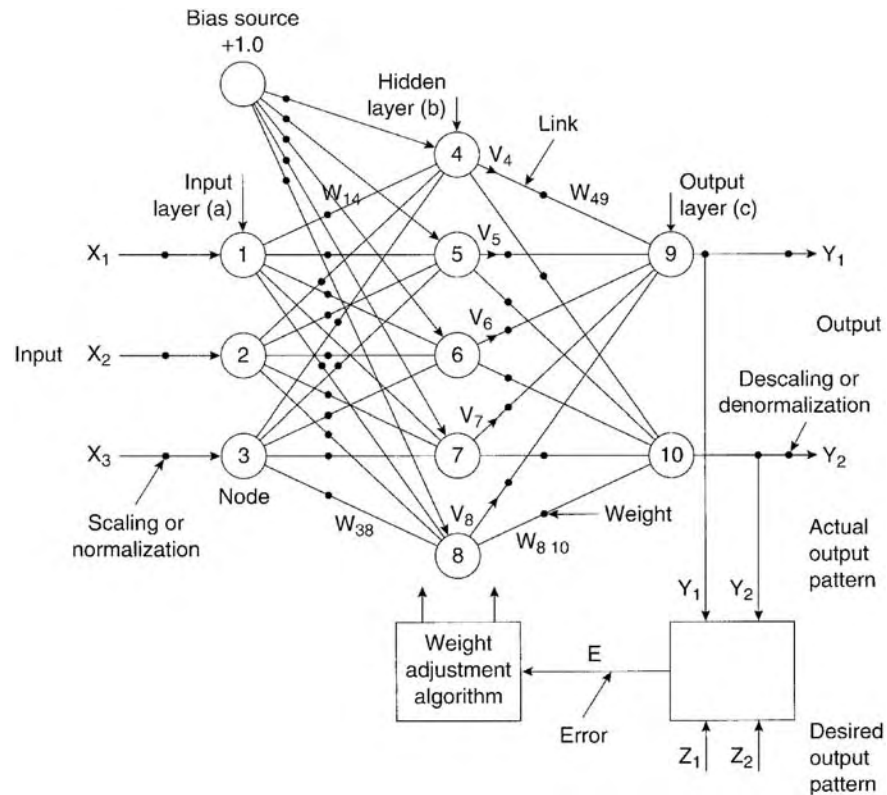 Bias source
+1.0
Hidden
layer (b)
Link
4
V4
W14
W49
Input
layer (a)
Output
layer (c)
X1
1
5
V5
9
Y1
Input
X2
2
6
V6
Output
Descaling or
denormalization
X3
3
Node
7
V7
10
Y2
Scaling or
normalization
W38
8
V8
W8 10
Weight
Actual
output
pattern
Y1
Y2
Weight
adjustment
algorithm
E
Error
Z1
Z2
Desired
output
pattern